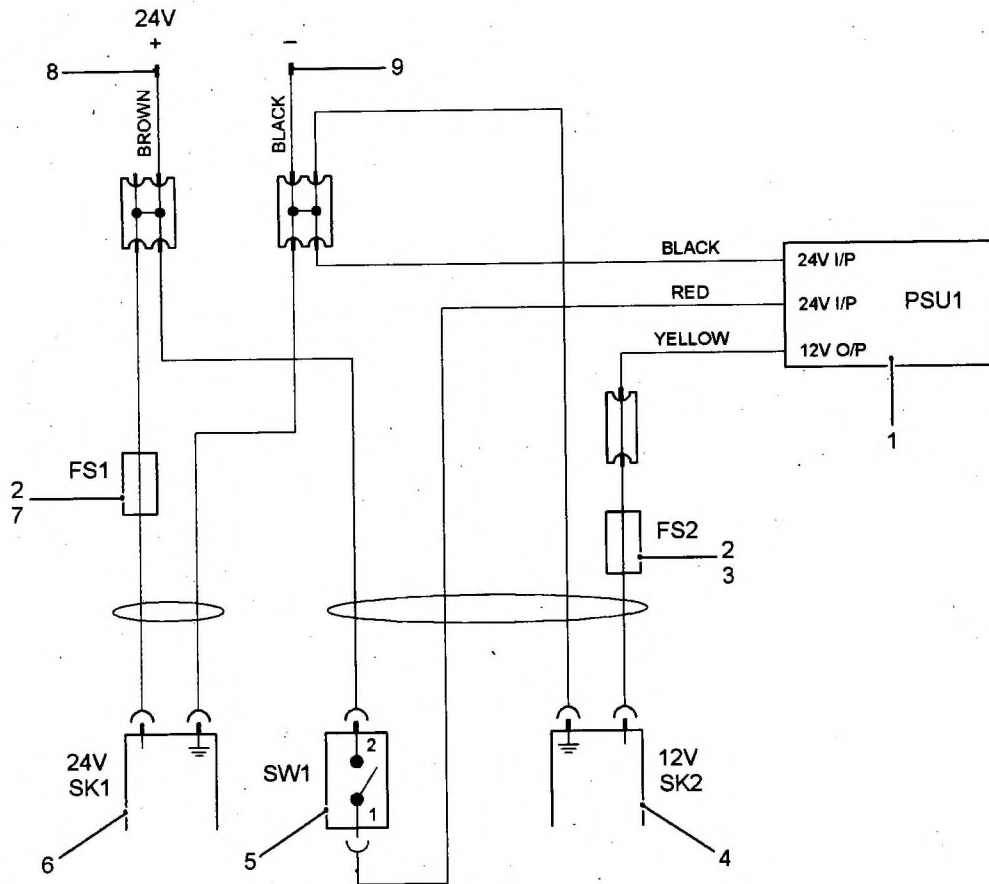 24V
+
–
8
9
BROWN
BLACK
BLACK
24V I/P
RED
24V I/P
PSU1
YELLOW
12V O/P
1
FS1
2
7
FS2
2
3
24V
SK1
SW1
2
1
12V
SK2
6
5
4